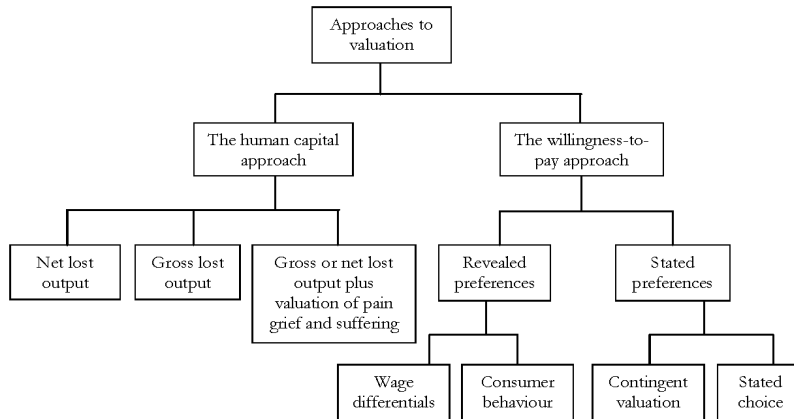 Approaches to
valuation
The human capital
approach
The willingness-to-
pay approach
Net lost
output
Gross lost
output
Gross or net lost
output plus
valuation of pain
grief and suffering
Revealed
preferences
Stated
preferences
Wage
differentials
Consumer
behaviour
Contingent
valuation
Stated
choice